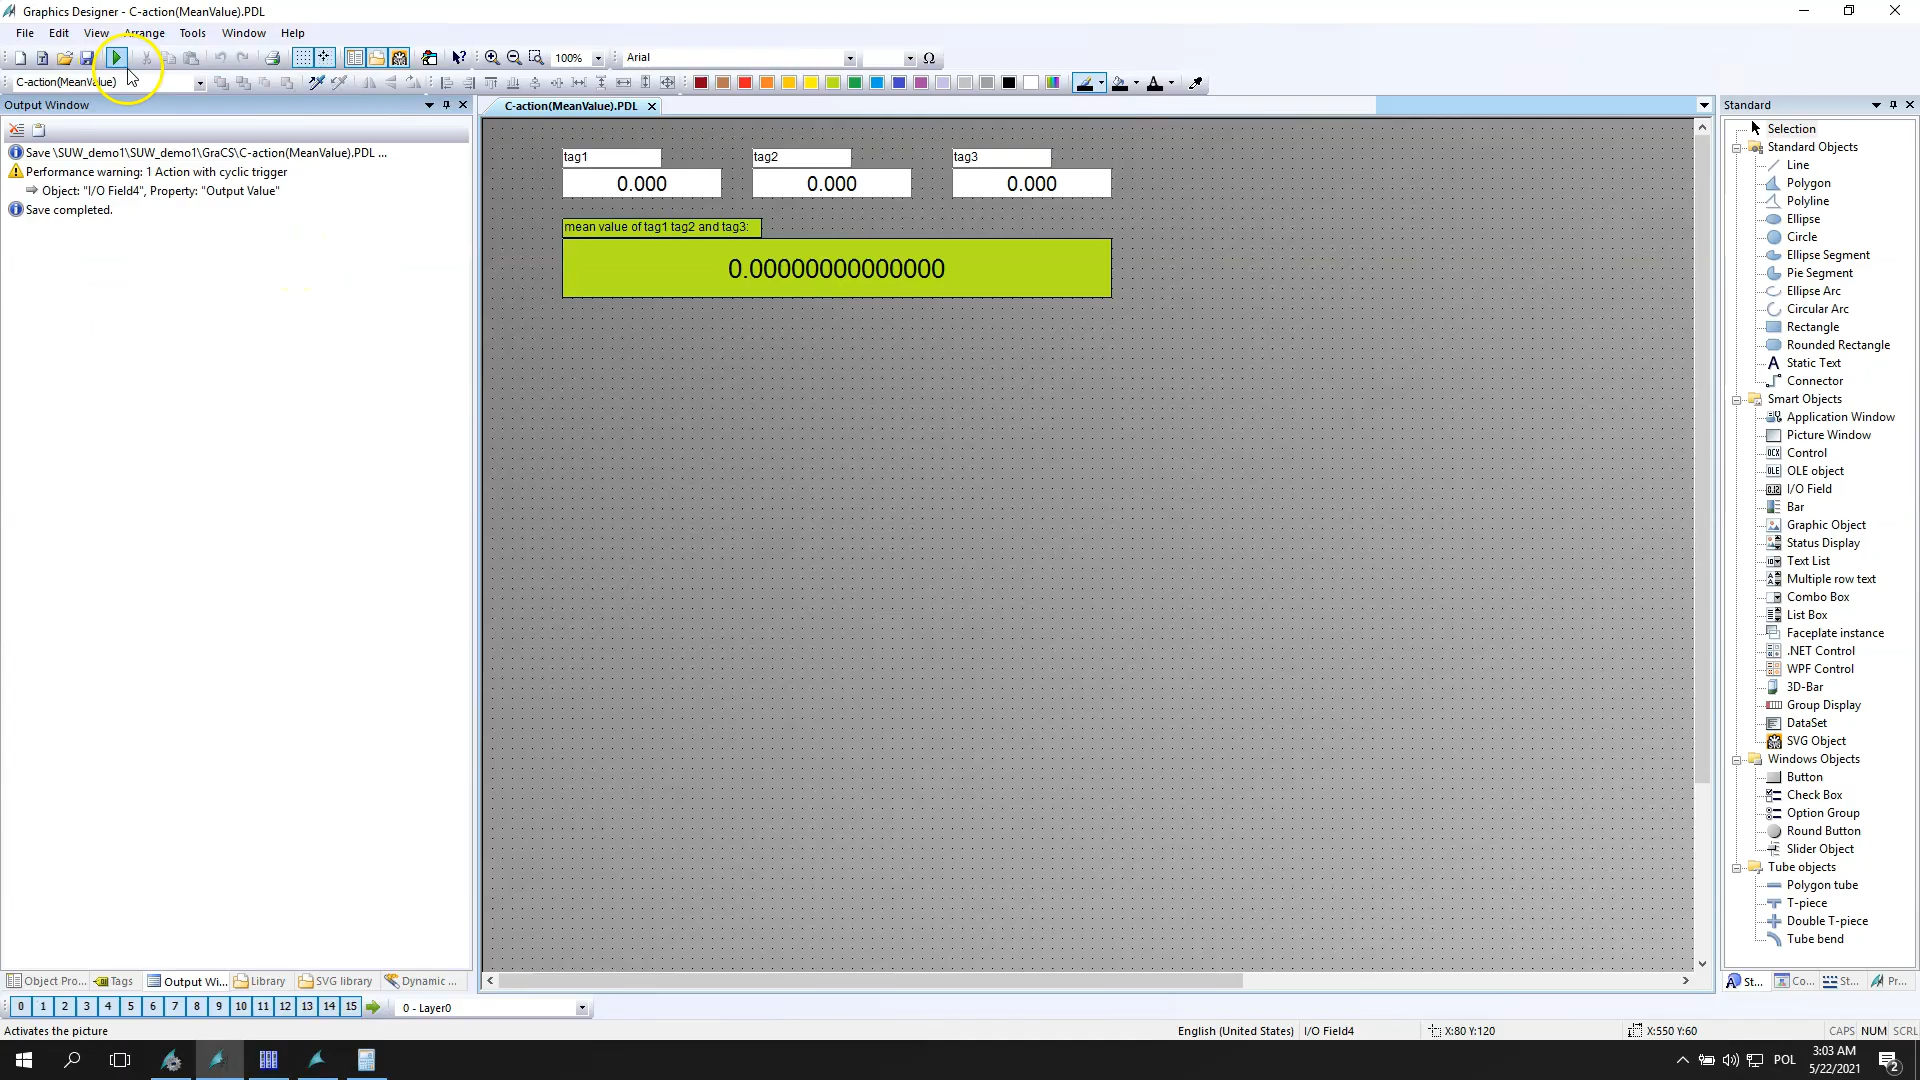 Graphics Designer - C-action(MeanValue).PDL
File Edit View Arrange Tools Window Help
100% Arial Ω
C-action(MeanValue)
Output Window
C-action(MeanValue).PDL
Standard
Save \SUW_demo1\SUW_demo1\GraCS\C-action(MeanValue).PDL ...
Performance warning: 1 Action with cyclic trigger
Object: "I/O Field4", Property: "Output Value"
Save completed.
tag1 tag2 tag3
0.000 0.000 0.000
mean value of tag1 tag2 and tag3:
0.00000000000000
Selection
Standard Objects
Line
Polygon
Polyline
Ellipse
Circle
Ellipse Segment
Pie Segment
Ellipse Arc
Circular Arc
Rectangle
Rounded Rectangle
Static Text
Connector
Smart Objects
Application Window
Picture Window
Control
OLE object
I/O Field
Bar
Graphic Object
Status Display
Text List
Multiple row text
Combo Box
List Box
Faceplate instance
.NET Control
WPF Control
3D-Bar
Group Display
DataSet
SVG Object
Windows Objects
Button
Check Box
Option Group
Round Button
Slider Object
Tube objects
Polygon tube
T-piece
Double T-piece
Tube bend
Object Pro... Tags Output Wi... Library SVG library Dynamic ...
St... Co... St... Pr...
0 1 2 3 4 5 6 7 8 9 10 11 12 13 14 15 0 - Layer0
Activates the picture English (United States) I/O Field4 X:80 Y:120 X:550 Y:60 CAPS NUM SCRL
POL
3:03 AM
5/22/2021
2